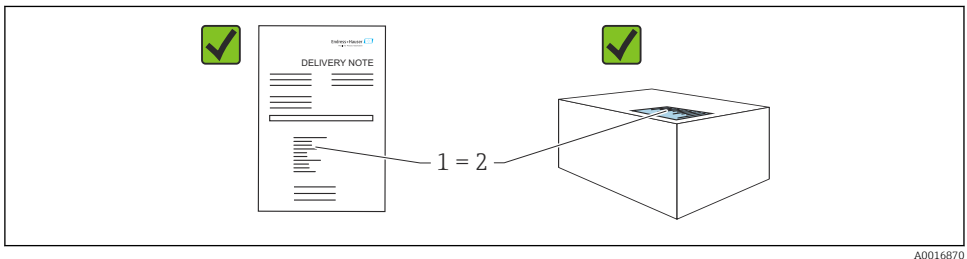 Endress+Hauser
DELIVERY NOTE
1 = 2
A0016870